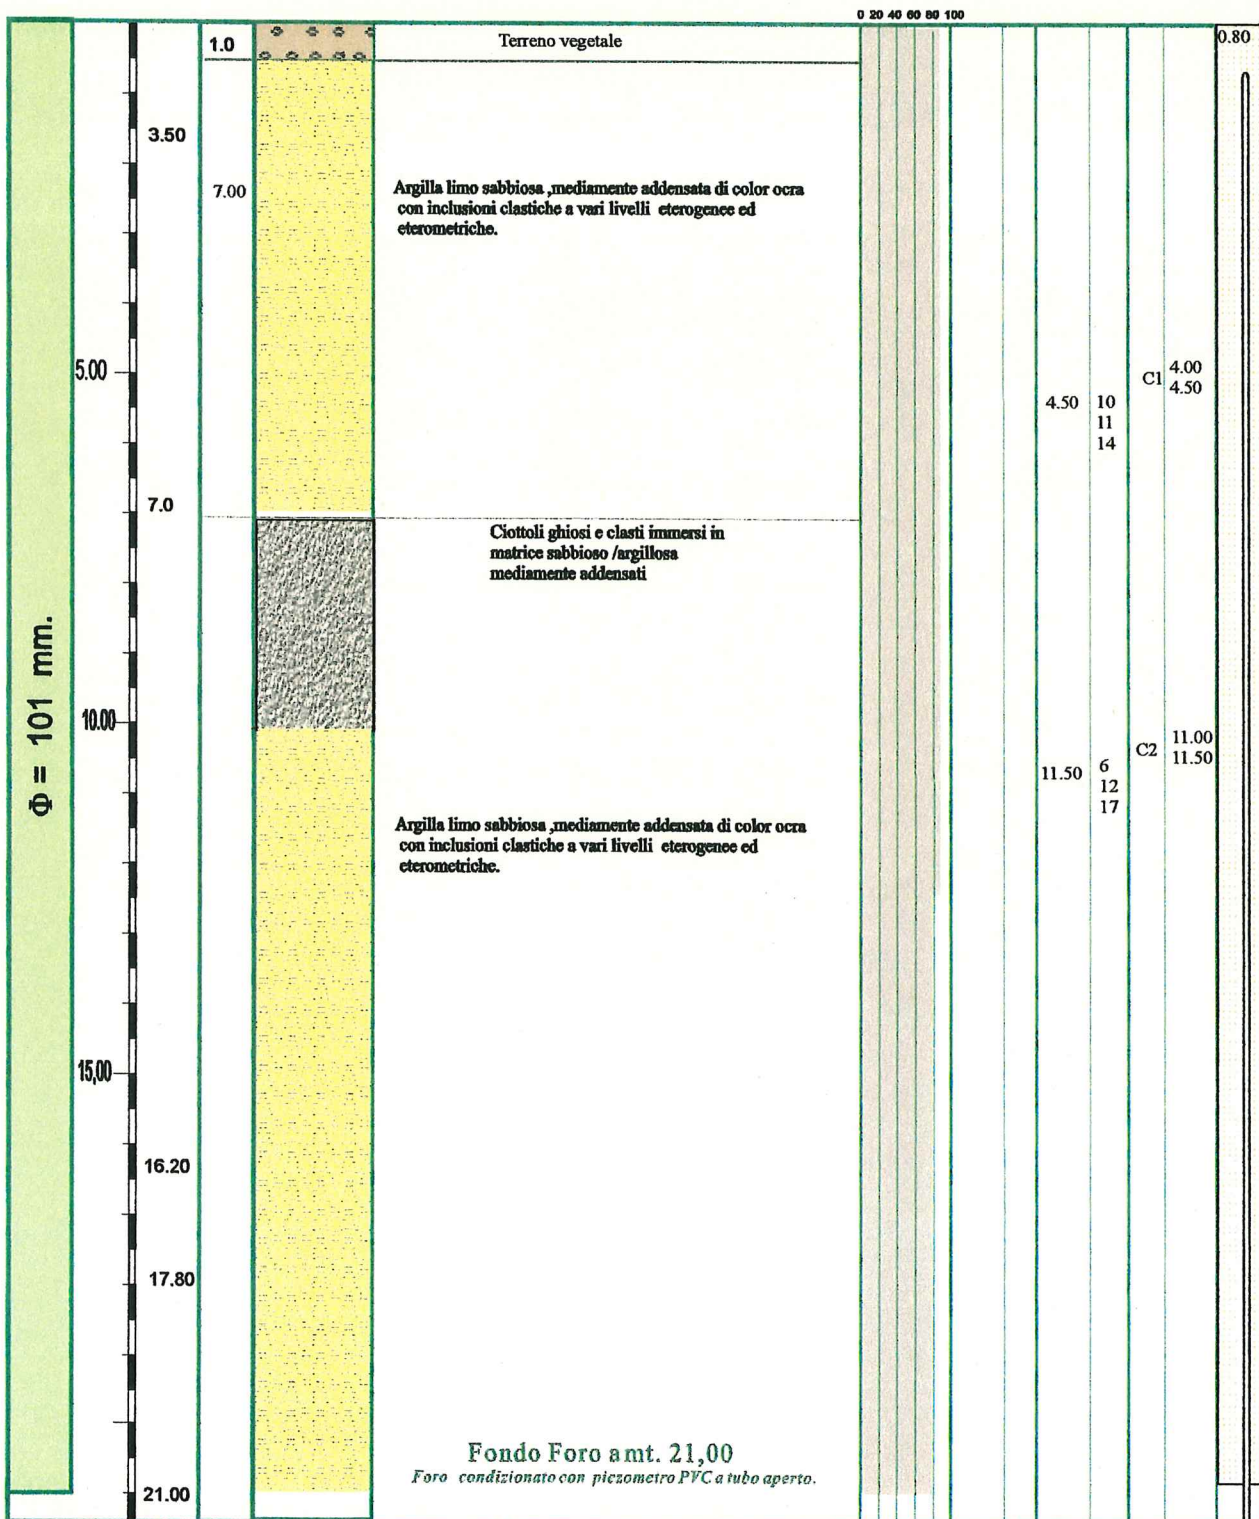 0 20 40 60 80 100
1.0
Terreno vegetale
0.80
3.50
7.00
Argilla limo sabbiosa ,mediamente addensata di color ocra
con inclusioni clastiche a vari livelli eterogenee ed
eterometriche.
5.00
C1
4.00
4.50
4.50
10
11
14
7.0
Ciottoli ghiosi e clasti immersi in
matrice sabbioso /argillosa
mediamente addensati
Φ = 101 mm.
10.00
C2
11.00
11.50
11.50
6
12
17
Argilla limo sabbiosa ,mediamente addensata di color ocra
con inclusioni clastiche a vari livelli eterogenee ed
eterometriche.
15,00
16.20
17.80
Fondo Foro a mt. 21,00
Foro condizionato con piezometro PVC a tubo aperto.
21.00